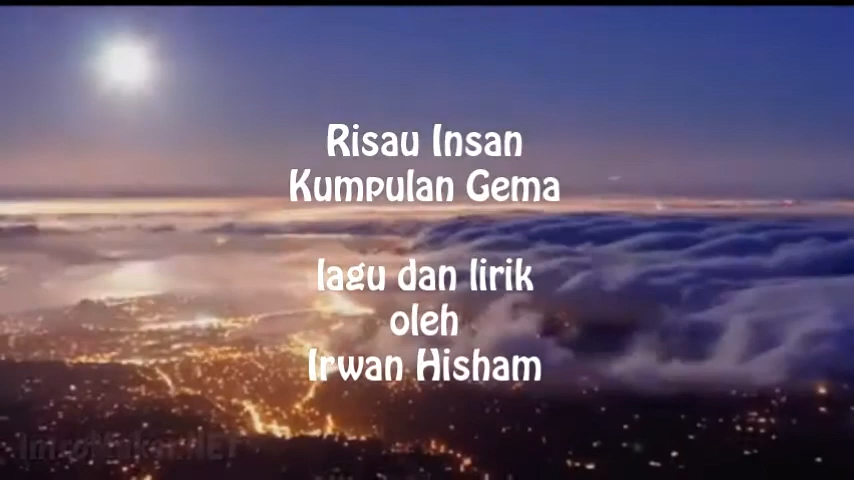 Risau Insan
Kumpulan Gema
lagu dan lirik
oleh
Irwan Hisham